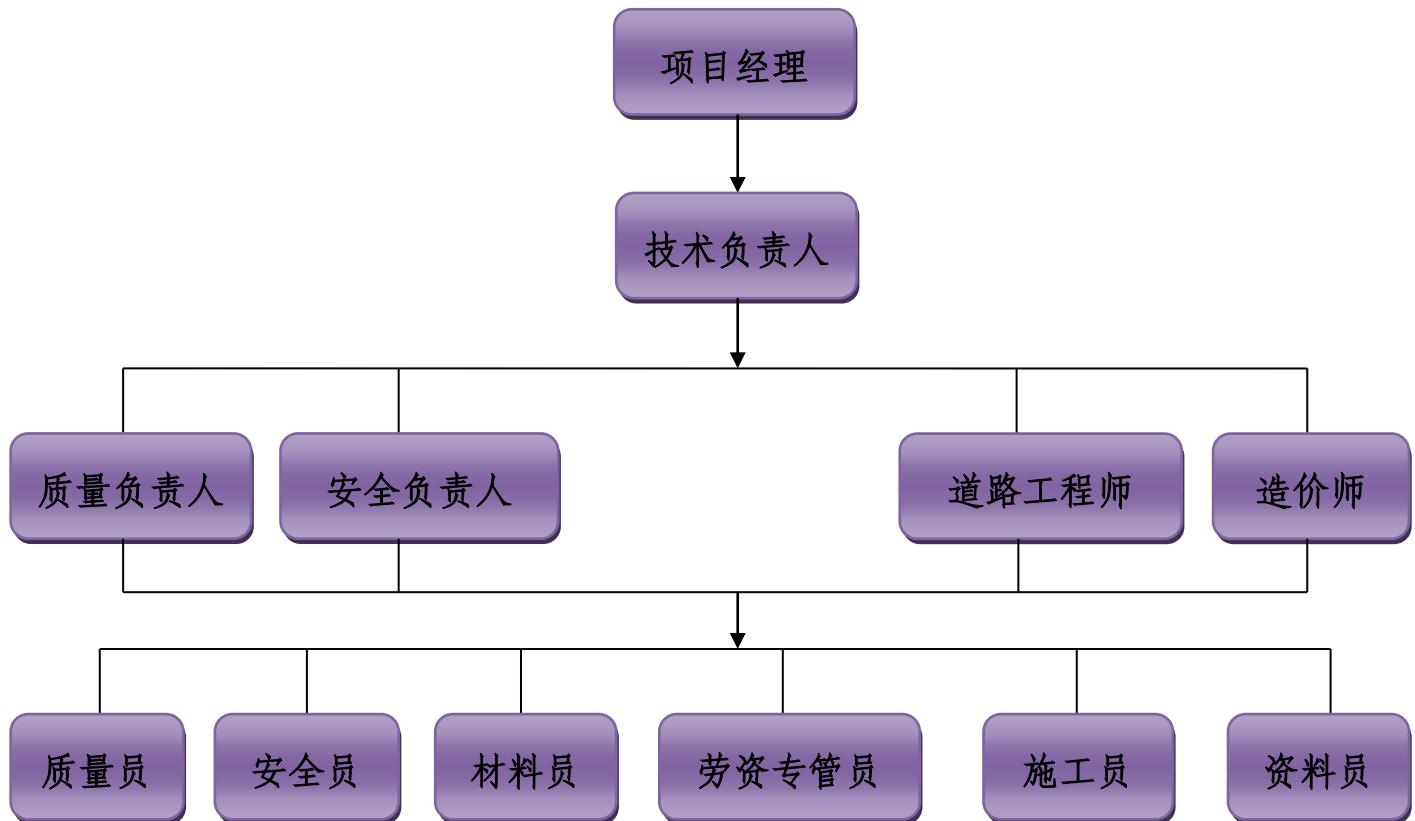 项目经理
技术负责人
质量负责人
安全负责人
道路工程师
造价师
质量员
安全员
材料员
劳资专管员
施工员
资料员